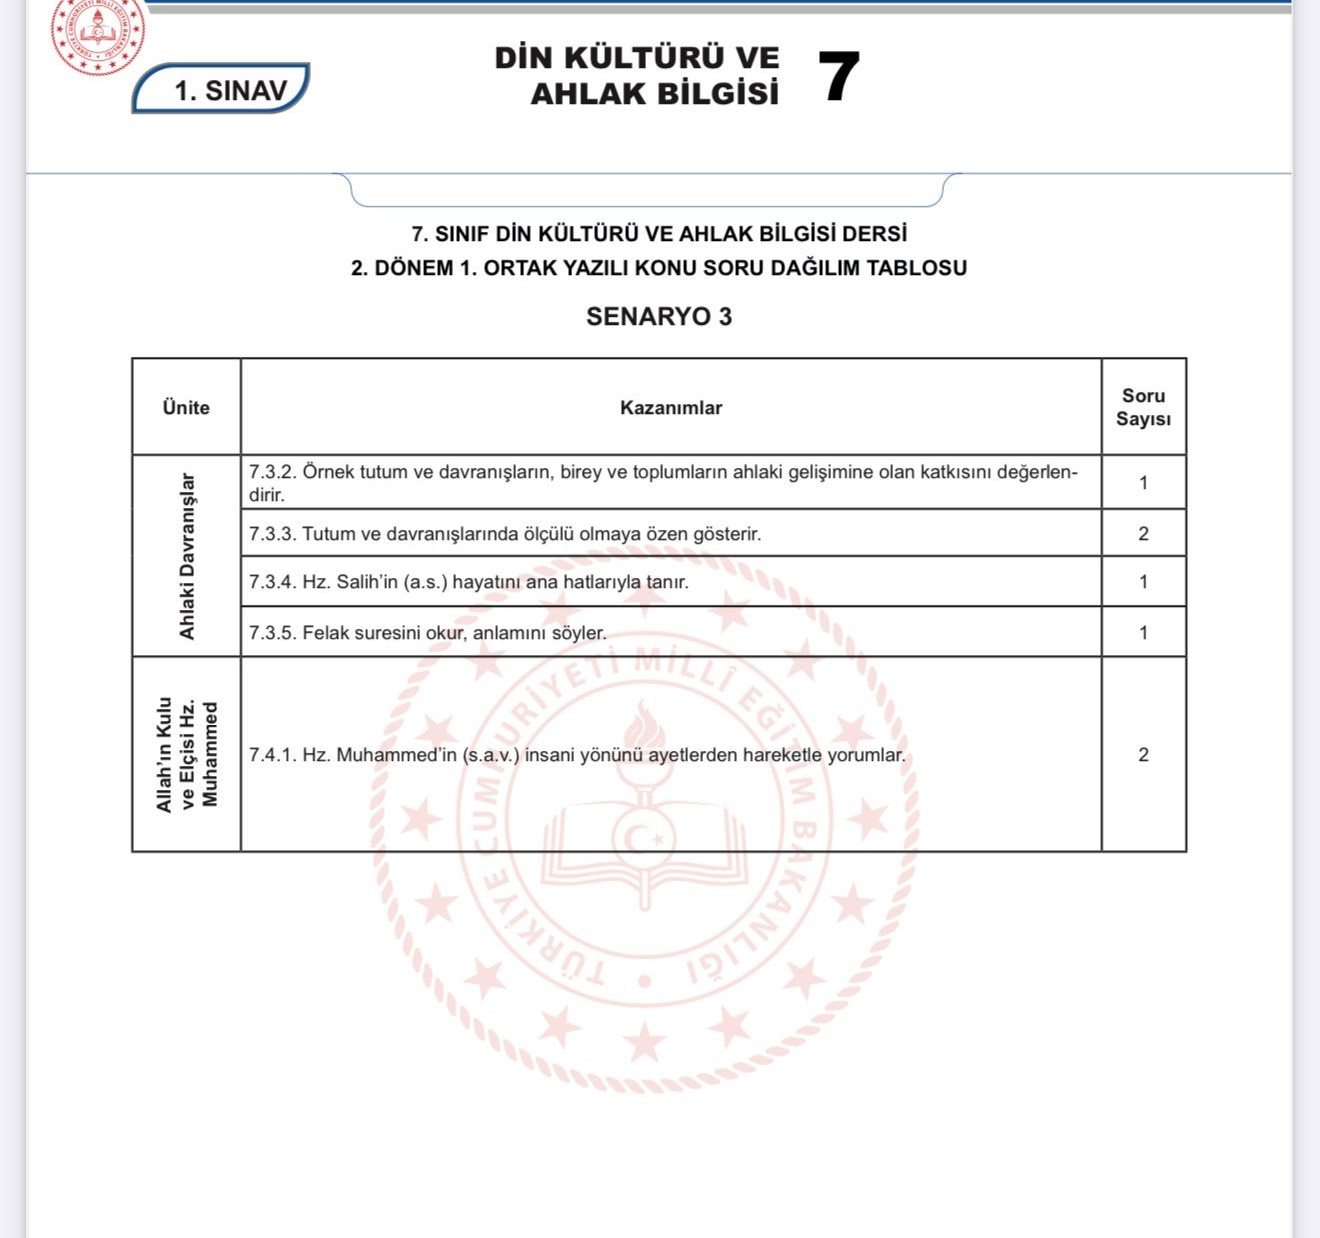 1. SINAV
DİN KÜLTÜRÜ VE
AHLAK BİLGİSİ
7
7. SINIF DİN KÜLTÜRÜ VE AHLAK BİLGİSİ DERSİ
2. DÖNEM 1. ORTAK YAZILI KONU SORU DAĞILIM TABLOSU
SENARYO 3
Ünite
Kazanımlar
Soru
Sayısı
Ahlaki Davranışlar
7.3.2. Örnek tutum ve davranışların, birey ve toplumların ahlaki gelişimine olan katkısını değerlen-
dirir.
1
7.3.3. Tutum ve davranışlarında ölçülü olmaya özen gösterir.
2
7.3.4. Hz. Salih’in (a.s.) hayatını ana hatlarıyla tanır.
1
7.3.5. Felak suresini okur, anlamını söyler.
1
Allah’ın Kulu
ve Elçisi Hz.
Muhammed
7.4.1. Hz. Muhammed’in (s.a.v.) insani yönünü ayetlerden hareketle yorumlar.
2
TÜRKİYE CUMHURİYETİ MİLLÎ EĞİTİM BAKANLIĞI